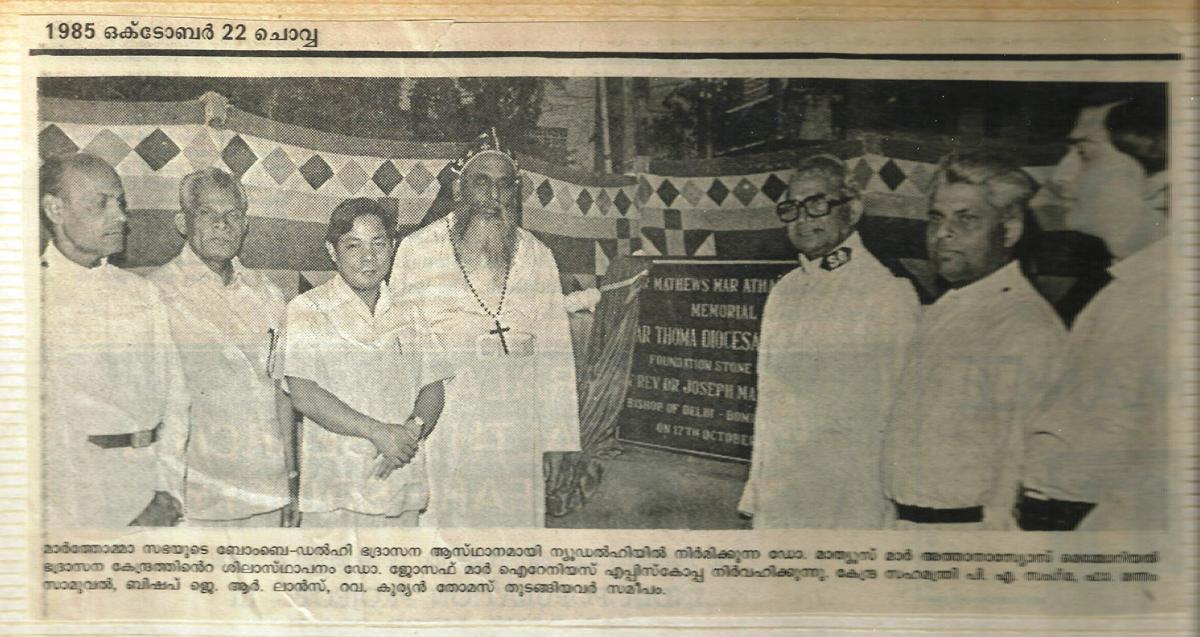 1985 ഒക്ടോബർ 22 ചൊവ്വ
MATHEWS MAR ATHA
MEMORIAL
AR THOMA DIOCESA
FOUNDATION STONE
REV DR JOSEPH MA
BISHOP OF DELHI - BOM
ON 17TH OCTOBER
S
മാർത്തോമ്മാ സഭയുടെ ബോംബെ-ഡൽഹി ഭദ്രാസന ആസ്ഥാനമായി ന്യൂഡൽഹിയിൽ നിർമിക്കുന്ന ഡോ. മാത്യൂസ് മാർ അത്താനാസ്യോസ് മെമ്മോറിയൽ
ഭദ്രാസന കേന്ദ്രത്തിൻെറ ശിലാസ്ഥാപനം ഡോ. ജോസഫ് മാർ ഐറേനിയസ് എപ്പിസ്കോപ്പ നിർവഹിക്കുന്നു. കേന്ദ്ര സഹമന്ത്രി പി. എ. സംഗ്മ,
സാമുവൽ, ബിഷപ് ജെ. ആർ. ലാൻസ്, റവ. കുര്യൻ തോമസ് തുടങ്ങിയവർ സമീപം.